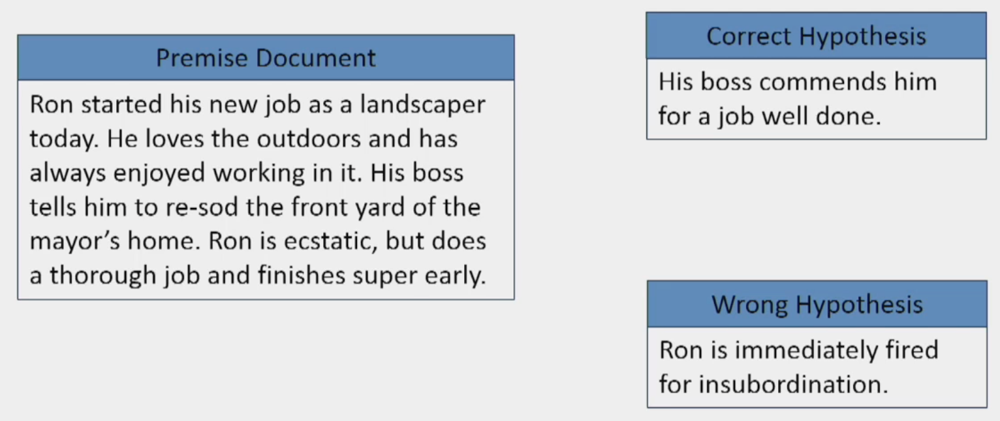 Premise Document
Ron started his new job as a landscaper
today. He loves the outdoors and has
always enjoyed working in it. His boss
tells him to re-sod the front yard of the
mayor’s home. Ron is ecstatic, but does
a thorough job and finishes super early.
Correct Hypothesis
His boss commends him
for a job well done.
Wrong Hypothesis
Ron is immediately fired
for insubordination.